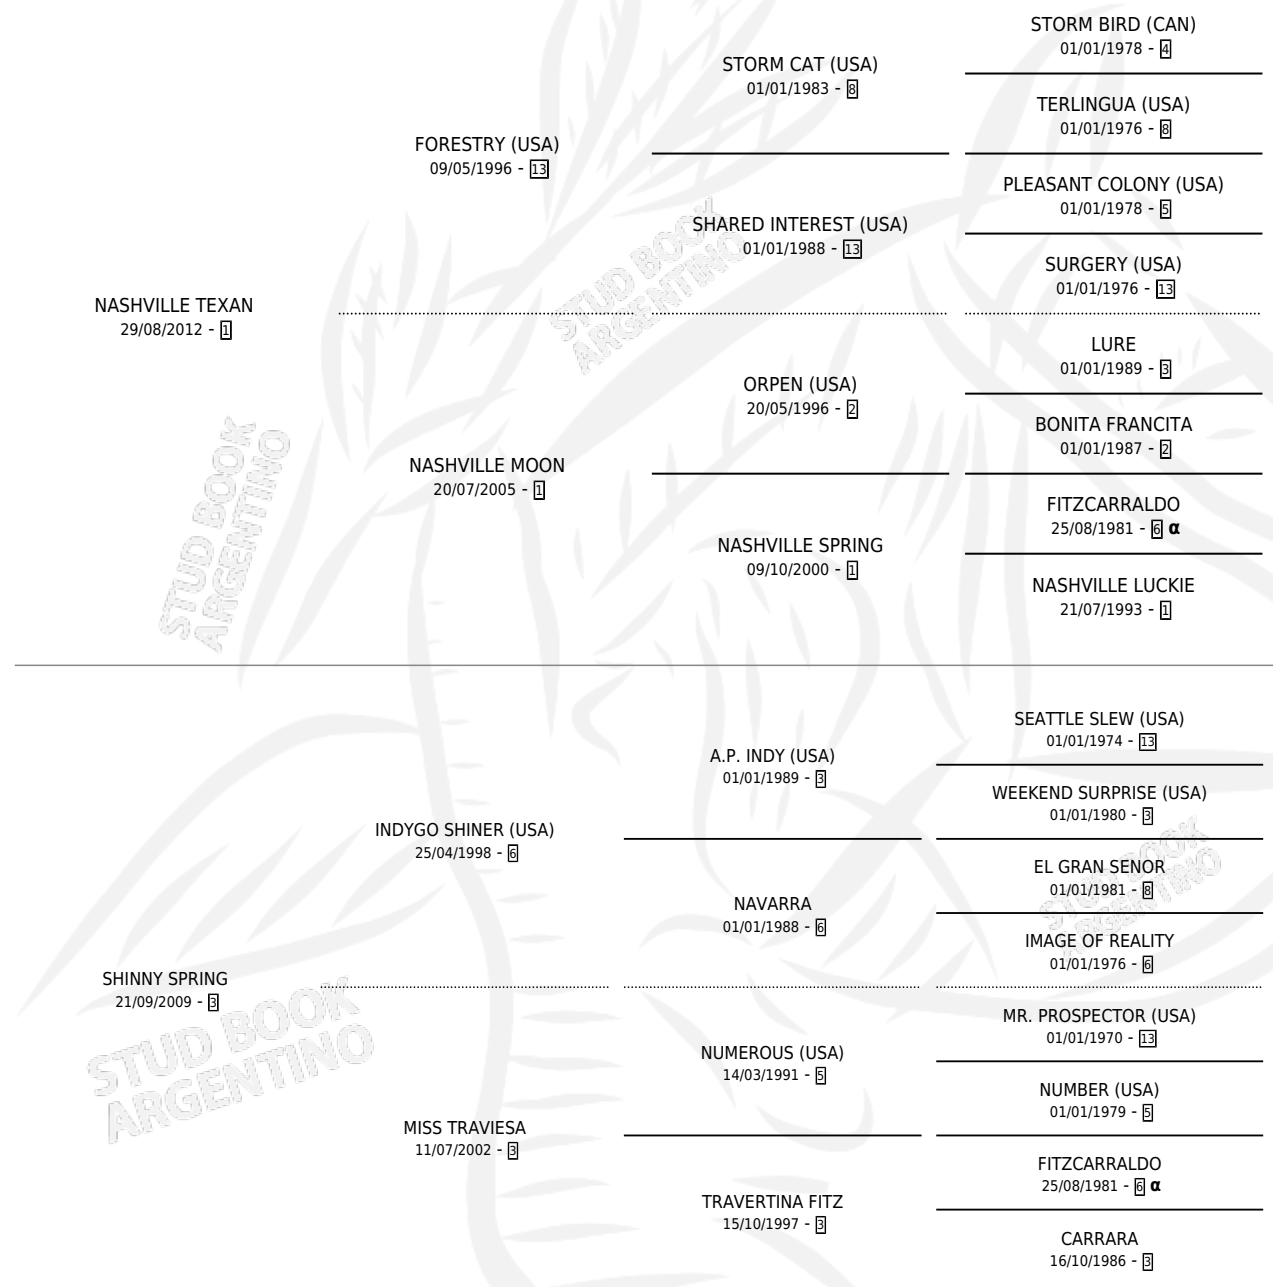 STORM BIRD (CAN)
01/01/1978 - 4
STORM CAT (USA)
01/01/1983 - 8
TERLINGUA (USA)
01/01/1976 - 8
FORESTRY (USA)
09/05/1996 - 13
PLEASANT COLONY (USA)
01/01/1978 - 5
SHARED INTEREST (USA)
01/01/1988 - 13
SURGERY (USA)
01/01/1976 - 13
NASHVILLE TEXAN
29/08/2012 - 1
LURE
01/01/1989 - 3
ORPEN (USA)
20/05/1996 - 2
BONITA FRANCITA
01/01/1987 - 2
NASHVILLE MOON
20/07/2005 - 1
FITZCARRALDO
25/08/1981 - 6 α
NASHVILLE SPRING
09/10/2000 - 1
NASHVILLE LUCKIE
21/07/1993 - 1
SEATTLE SLEW (USA)
01/01/1974 - 13
A.P. INDY (USA)
01/01/1989 - 3
WEEKEND SURPRISE (USA)
01/01/1980 - 3
INDYGO SHINER (USA)
25/04/1998 - 6
EL GRAN SENOR
01/01/1981 - 8
NAVARRA
01/01/1988 - 6
IMAGE OF REALITY
01/01/1976 - 6
SHINNY SPRING
21/09/2009 - 3
MR. PROSPECTOR (USA)
01/01/1970 - 13
NUMEROUS (USA)
14/03/1991 - 5
NUMBER (USA)
01/01/1979 - 5
MISS TRAVIESA
11/07/2002 - 3
FITZCARRALDO
25/08/1981 - 6 α
TRAVERTINA FITZ
15/10/1997 - 3
CARRARA
16/10/1986 - 3
STUD BOOK
ARGENTINO
STUD BOOK
ARGENTINO
STUD BOOK
ARGENTINO
STUD BOOK
ARGENTINO